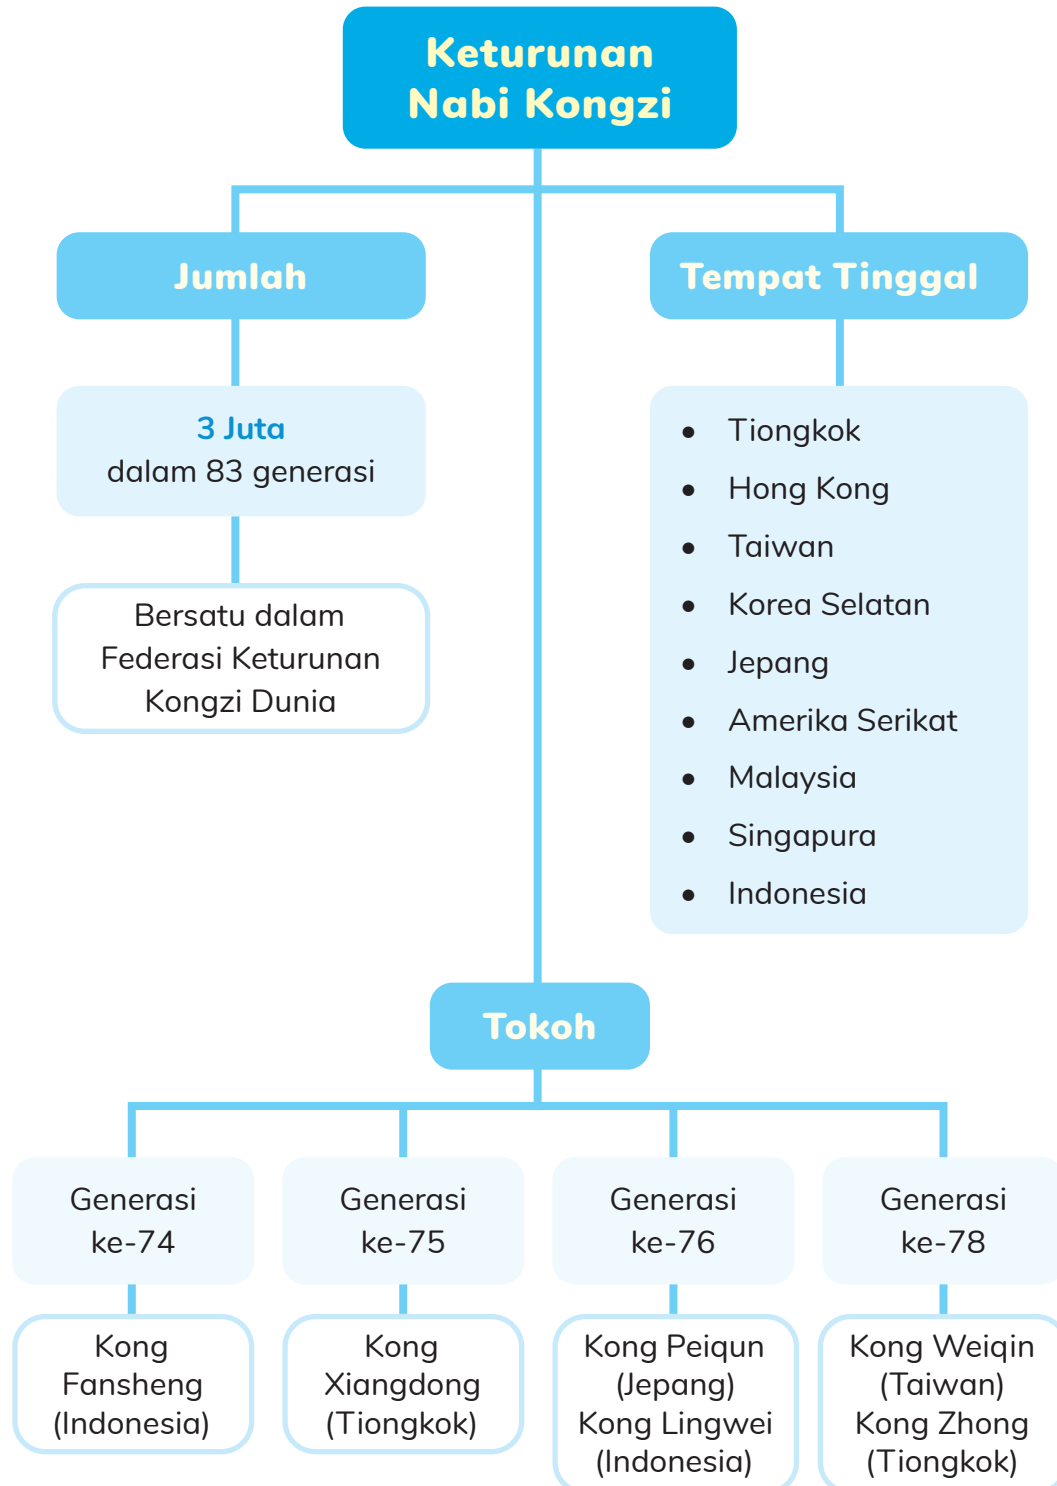 Keturunan
Nabi Kongzi
Jumlah
3 Juta
dalam 83 generasi
Bersatu dalam
Federasi Keturunan
Kongzi Dunia
Tempat Tinggal
• Tiongkok
• Hong Kong
• Taiwan
• Korea Selatan
• Jepang
• Amerika Serikat
• Malaysia
• Singapura
• Indonesia
Tokoh
Generasi
ke-74
Kong
Fansheng
(Indonesia)
Generasi
ke-75
Kong
Xiangdong
(Tiongkok)
Generasi
ke-76
Kong Peiqun
(Jepang)
Kong Lingwei
(Indonesia)
Generasi
ke-78
Kong Weiqin
(Taiwan)
Kong Zhong
(Tiongkok)